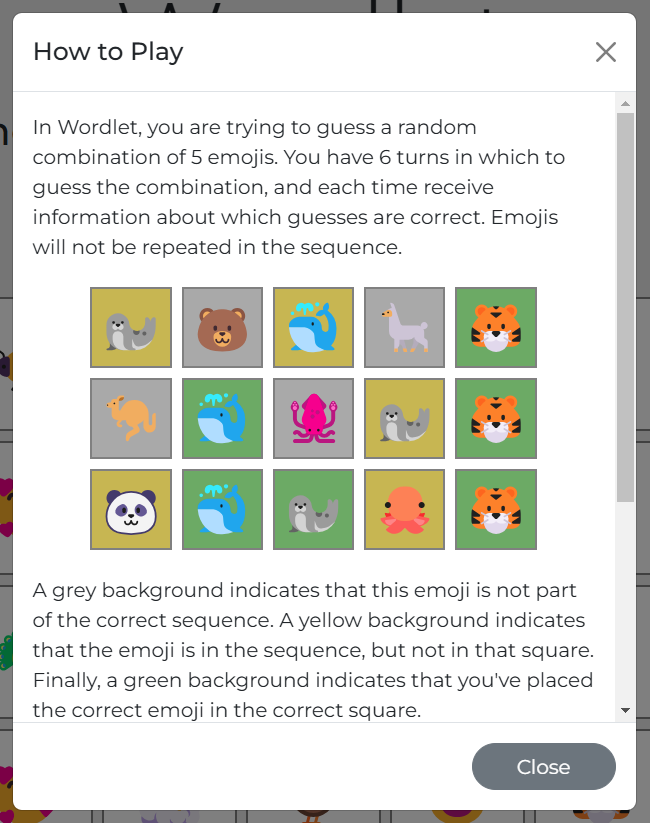 How to Play
In Wordlet, you are trying to guess a random
combination of 5 emojis. You have 6 turns in which to
guess the combination, and each time receive
information about which guesses are correct. Emojis
will not be repeated in the sequence.
A grey background indicates that this emoji is not part
of the correct sequence. A yellow background indicates
that the emoji is in the sequence, but not in that square.
Finally, a green background indicates that you've placed
the correct emoji in the correct square.
Close